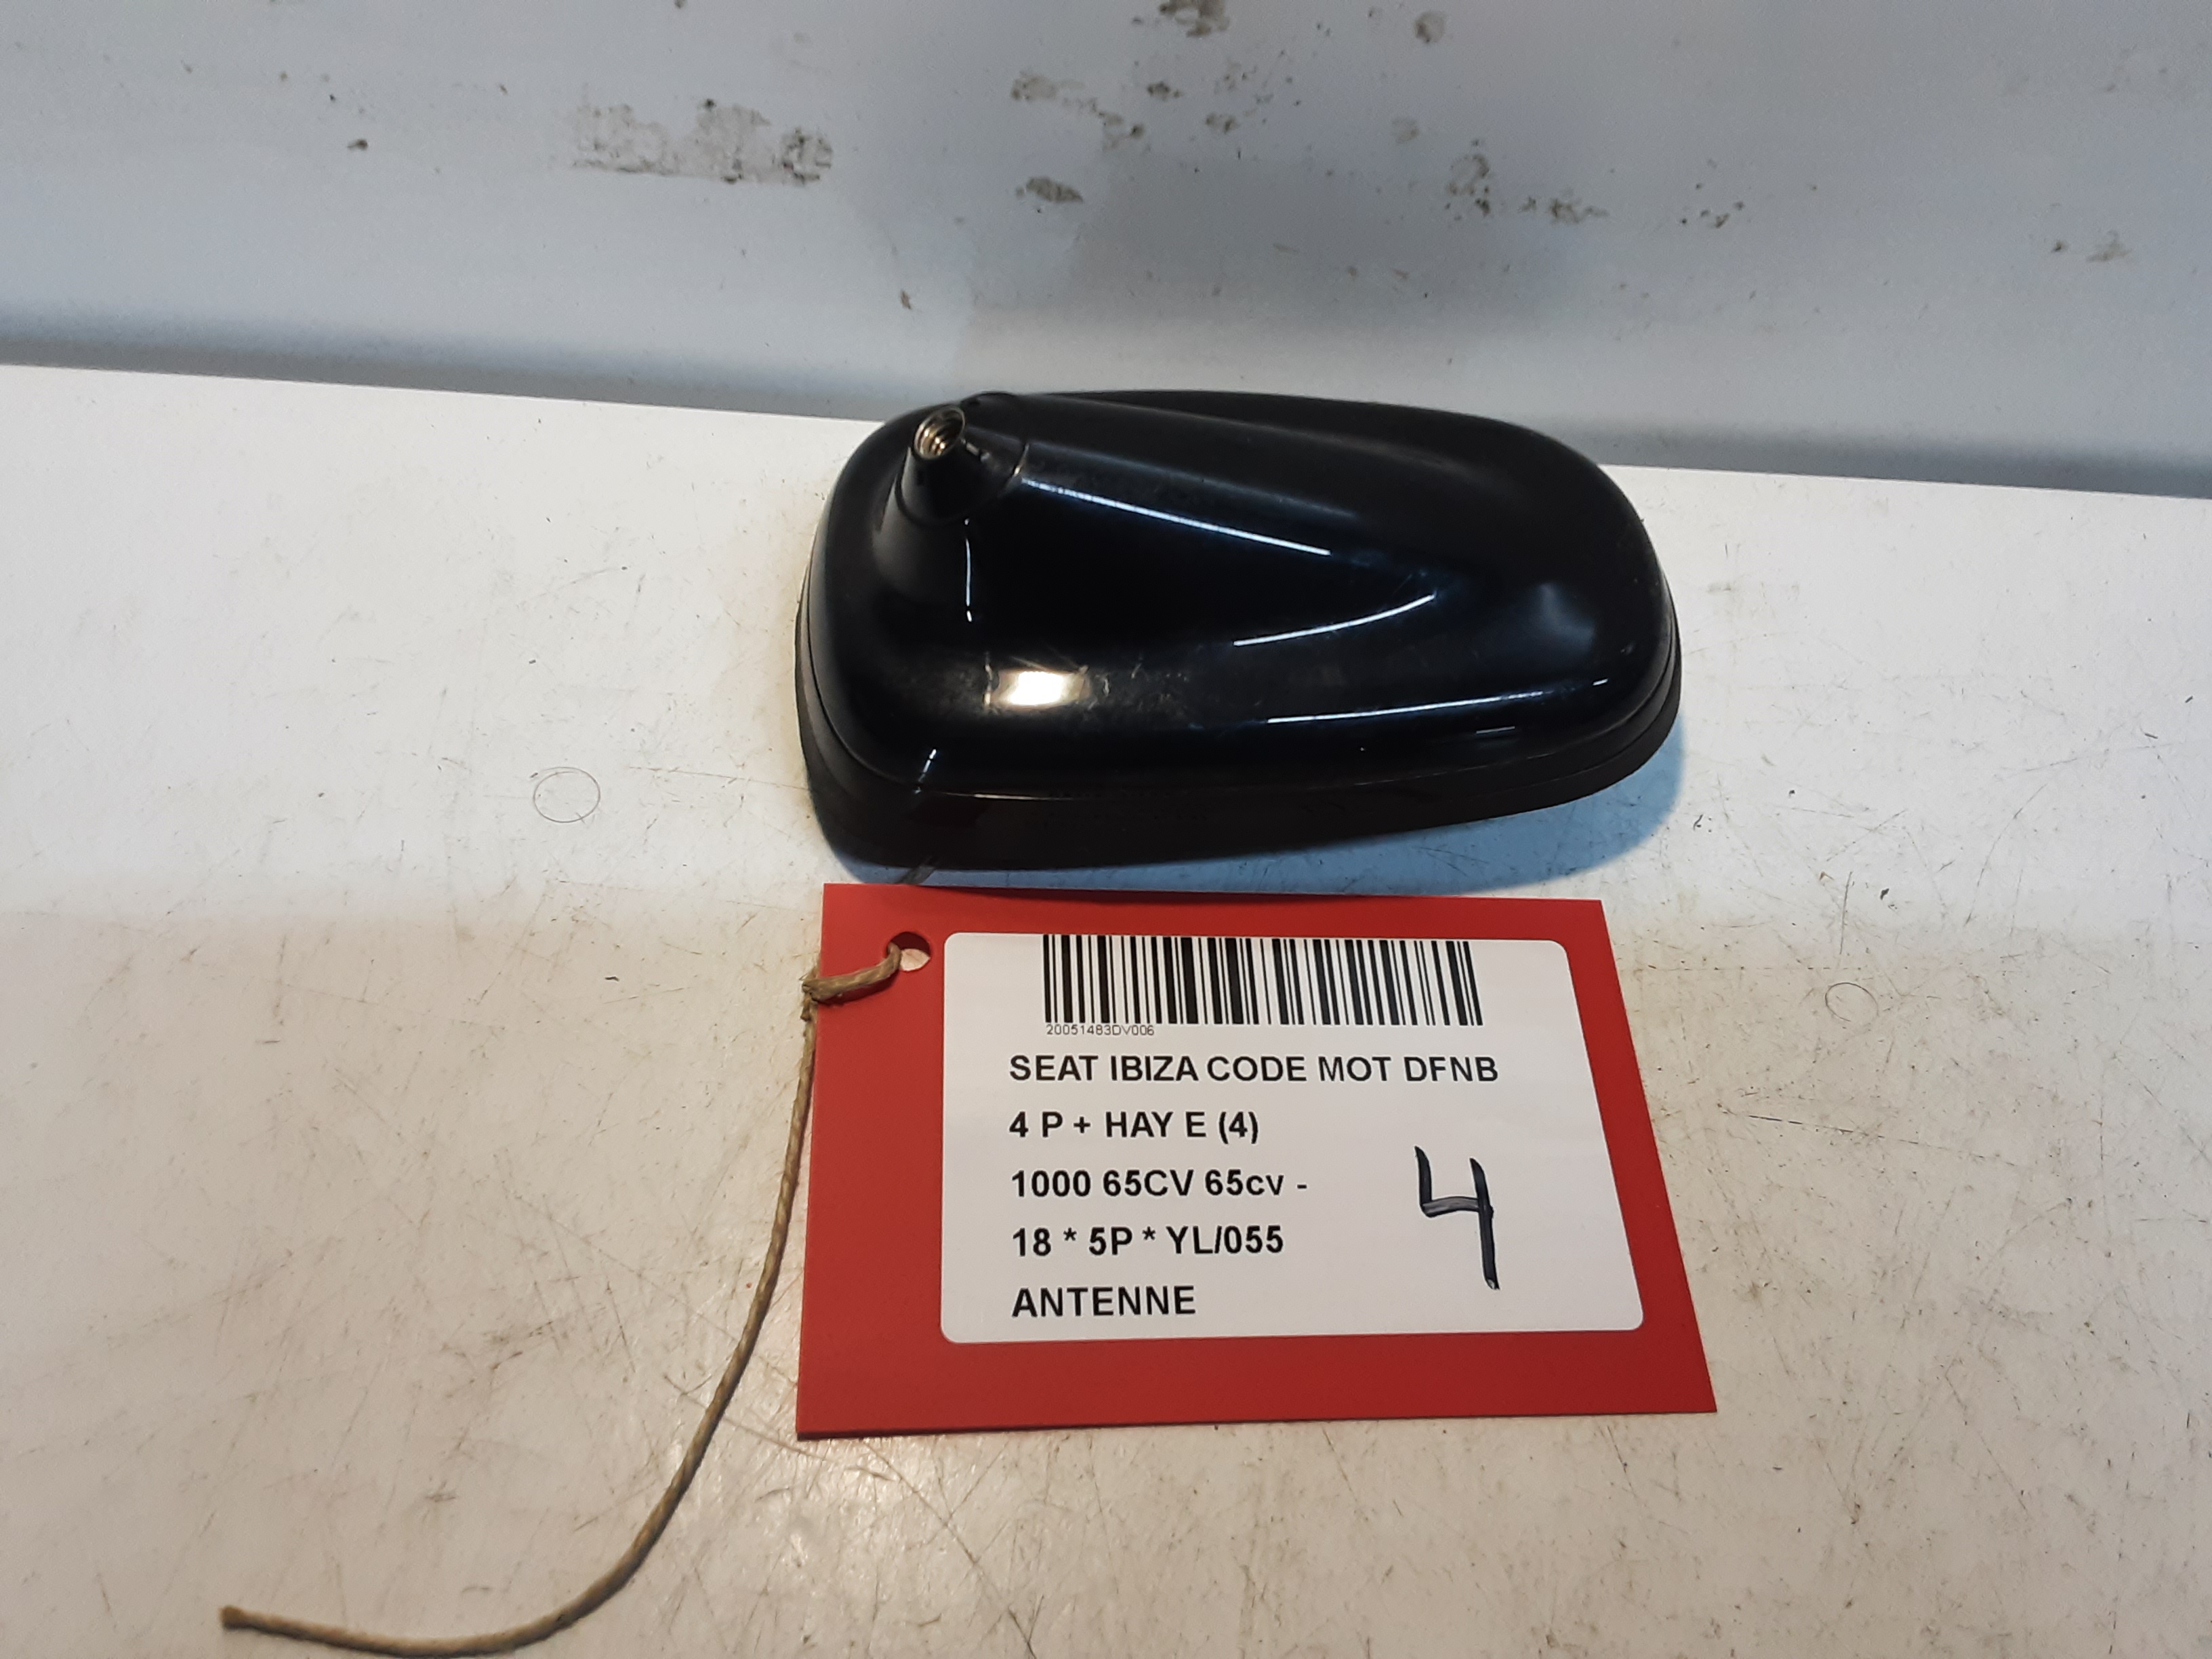 20051483DV006
SEAT IBIZA CODE MOT DFNB
4 P + HAY E (4)
1000 65CV 65cv -
18 * 5P * YL/055
ANTENNE
4